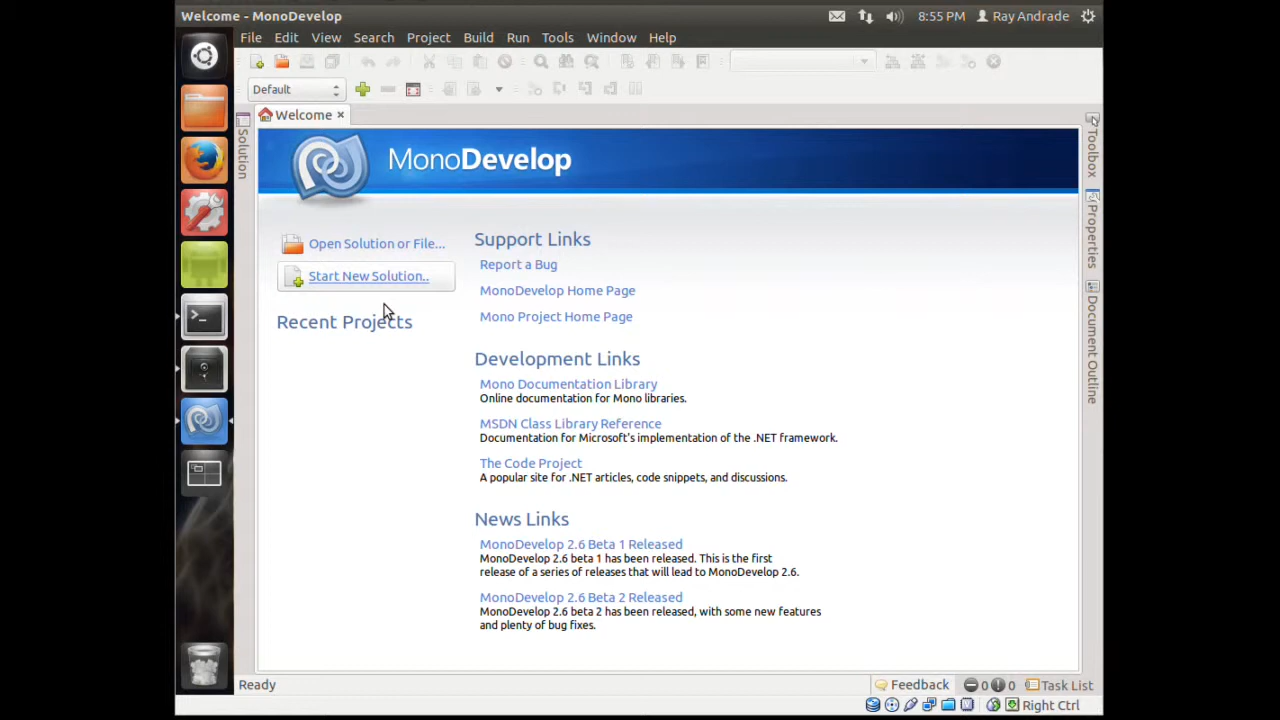 Welcome - MonoDevelop
8:55 PM Ray Andrade
File Edit View Search Project Build Run Tools Window Help
Default
Welcome
Solution
Toolbox
Properties
Document Outline
MonoDevelop
Open Solution or File...
Start New Solution..
Recent Projects
Support Links
Report a Bug
MonoDevelop Home Page
Mono Project Home Page
Development Links
Mono Documentation Library
Online documentation for Mono libraries.
MSDN Class Library Reference
Documentation for Microsoft's implementation of the .NET framework.
The Code Project
A popular site for .NET articles, code snippets, and discussions.
News Links
MonoDevelop 2.6 Beta 1 Released
MonoDevelop 2.6 beta 1 has been released. This is the first
release of a series of releases that will lead to MonoDevelop 2.6.
MonoDevelop 2.6 Beta 2 Released
MonoDevelop 2.6 beta 2 has been released, with some new features
and plenty of bug fixes.
Ready
Feedback 0 0 Task List
Right Ctrl